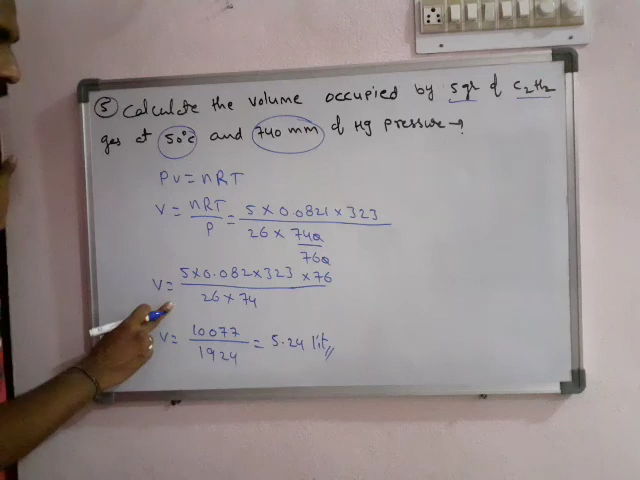 ⑤ Calculate the volume occupied by 5gr of C₂H₂
gas at 50°C and 740 mm of Hg pressure →
PV = nRT
V = nRT/P = 5 × 0.0821 × 323 / 26 × 740/760
V = 5 × 0.082 × 323 × 76 / 26 × 74
V = 10077 / 1924 = 5.24 lit//